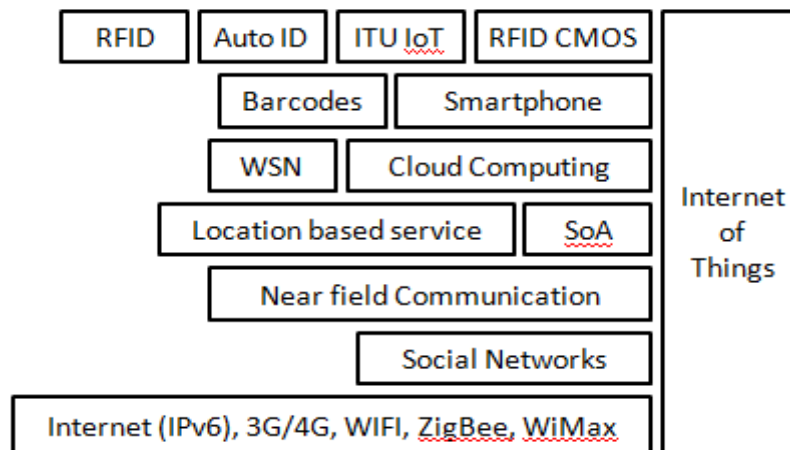 RFID Auto ID ITU IoT RFID CMOS
Barcodes Smartphone
WSN Cloud Computing
Location based service SoA
Near field Communication
Social Networks
Internet (IPv6), 3G/4G, WIFI, ZigBee, WiMax
Internet
of
Things